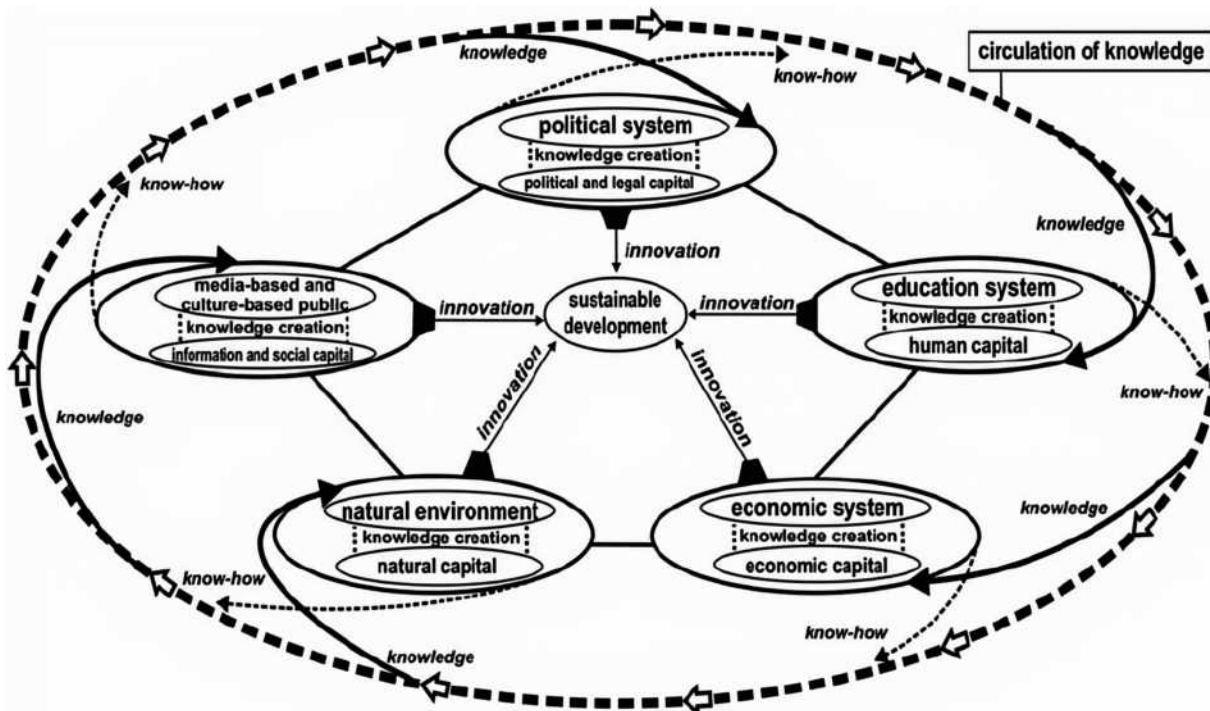 knowledge
know-how
circulation of knowledge
political system
knowledge creation
political and legal capital
know-how
knowledge
innovation
media-based and
culture-based public
knowledge creation
information and social capital
innovation
sustainable
development
innovation
education system
knowledge creation
human capital
know-how
knowledge
innovation
innovation
natural environment
knowledge creation
natural capital
economic system
knowledge creation
economic capital
knowledge
know-how
know-how
knowledge